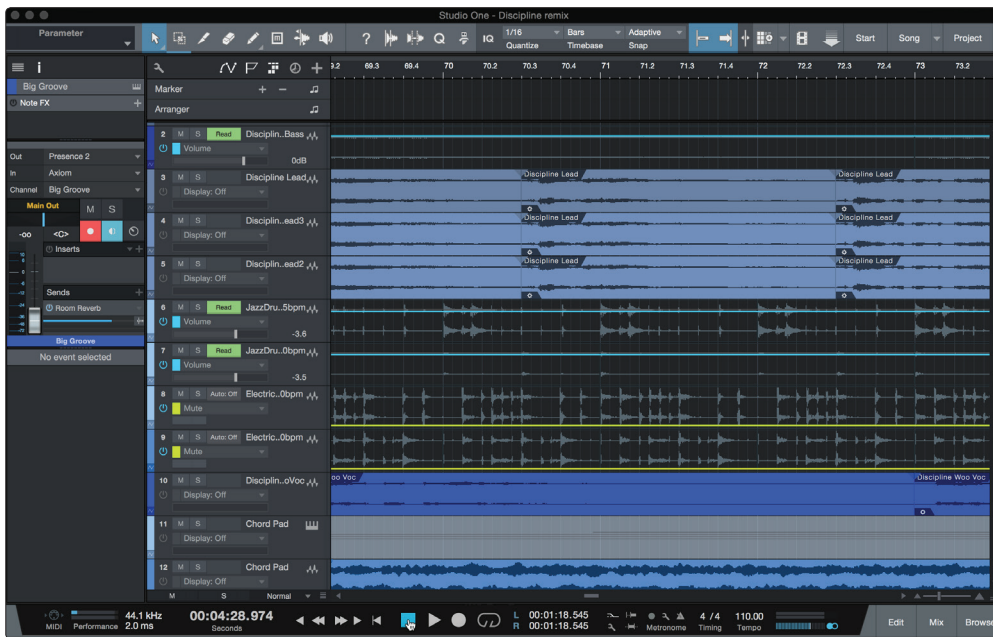 Studio One - Discipline remix
Parameter
IQ
1/16
Quantize
Bars
Timebase
Adaptive
Snap
Start
Song
Project
Big Groove
Note FX
Marker
Arranger
9.2 69.3 69.4 70 70.2 70.3 70.4 71 71.2 71.3 71.4 72 72.2 72.3 72.4 73 73.2
Out Presence 2
In Axiom
Channel Big Groove
Main Out M S
-oo <C>
Inserts
Sends
Room Reverb
Big Groove
No event selected
2 M S Read Disciplin..Bass
Volume
0dB
3 M S Discipline Lead
Display: Off
Discipline Lead Discipline Lead
4 M S Disciplin..ead3
Display: Off
Discipline Lead Discipline Lead
5 M S Disciplin..ead2
Display: Off
Discipline Lead Discipline Lead
6 M S Read JazzDru..5bpm
Volume
-3.6
7 M S Read JazzDru..0bpm
Volume
-3.5
8 M S Auto: Off Electric..0bpm
Mute
9 M S Auto: Off Electric..0bpm
Mute
10 M S Disciplin..oVoc
Display: Off
oo Voc Discipline Woo Voc
11 M S Chord Pad
Display: Off
12 M S Chord Pad
Display: Off
M S Normal
MIDI
Performance
44.1 kHz
2.0 ms
00:04:28.974
Seconds
L 00:01:18.545
R 00:01:18.545
Metronome
4 / 4
Timing
110.00
Tempo
Edit
Mix
Browse